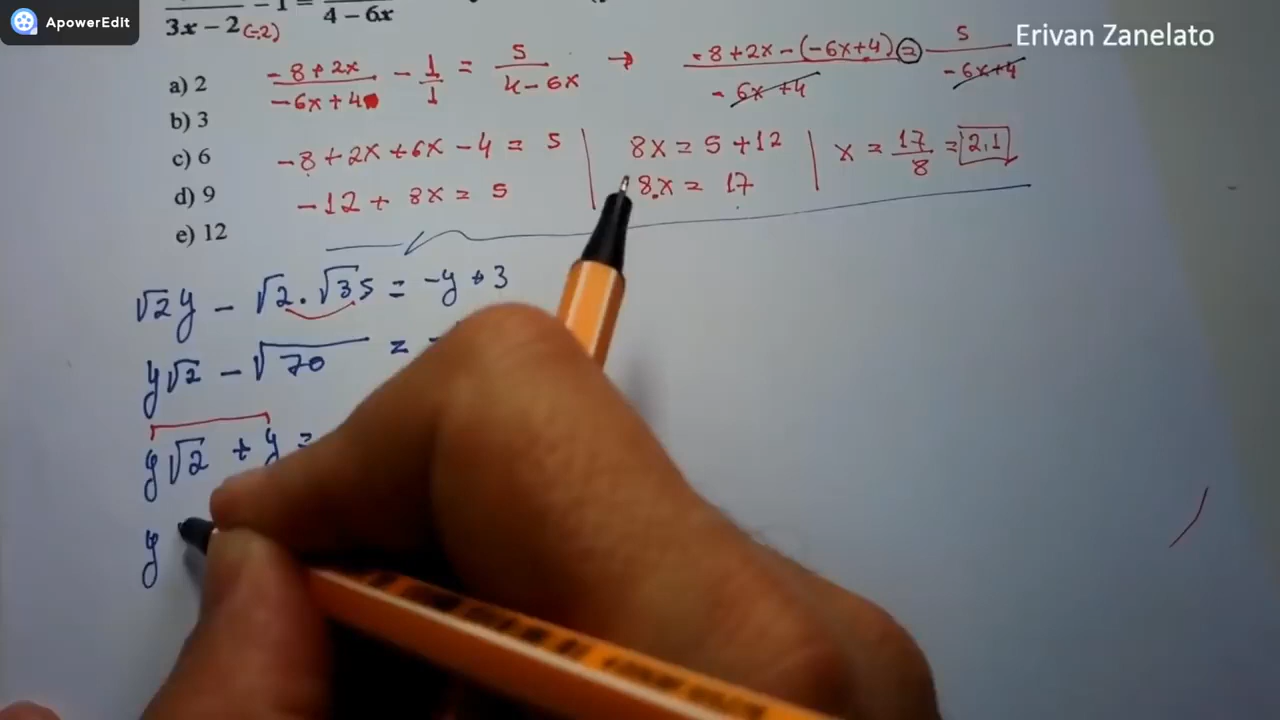 ApowerEdit
Erivan Zanelato
3x – 2 (-2) – 1 = 4 – 6x
a) 2
b) 3
c) 6
d) 9
e) 12
(-8+2x)/(-6x+4) - 1/1 = 5/(4-6x) → (-8+2x-(-6x+4))/(-6x+4) = 5/(-6x+4)
-8+2x+6x-4 = 5
-12+8x = 5
8x = 5+12
8x = 17
x = 17/8 = 2,1
√2y - √2.√35 = -y+3
y√2 - √70 =
y√2 + y =
y